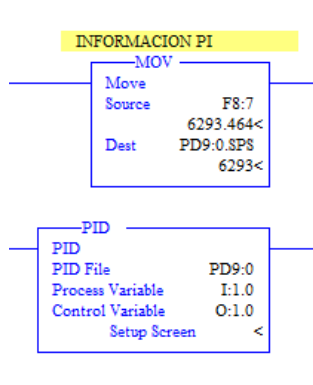 INFORMACION PI
MOV
Move
Source F8:7
6293.464<
Dest PD9:0.SPS
6293<
PID
PID
PID File PD9:0
Process Variable I:1.0
Control Variable O:1.0
Setup Screen <